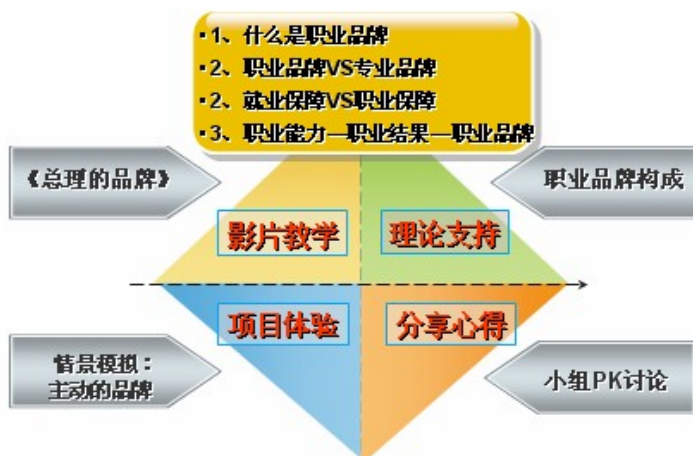 ·1、什么是职业品牌
·2、职业品牌VS专业品牌
·2、就业保障VS职业保障
·3、职业能力—职业结果—职业品牌
《总理的品牌》
职业品牌构成
影片教学
理论支持
项目体验
分享心得
情景模拟：
主动的品牌
小组PK讨论